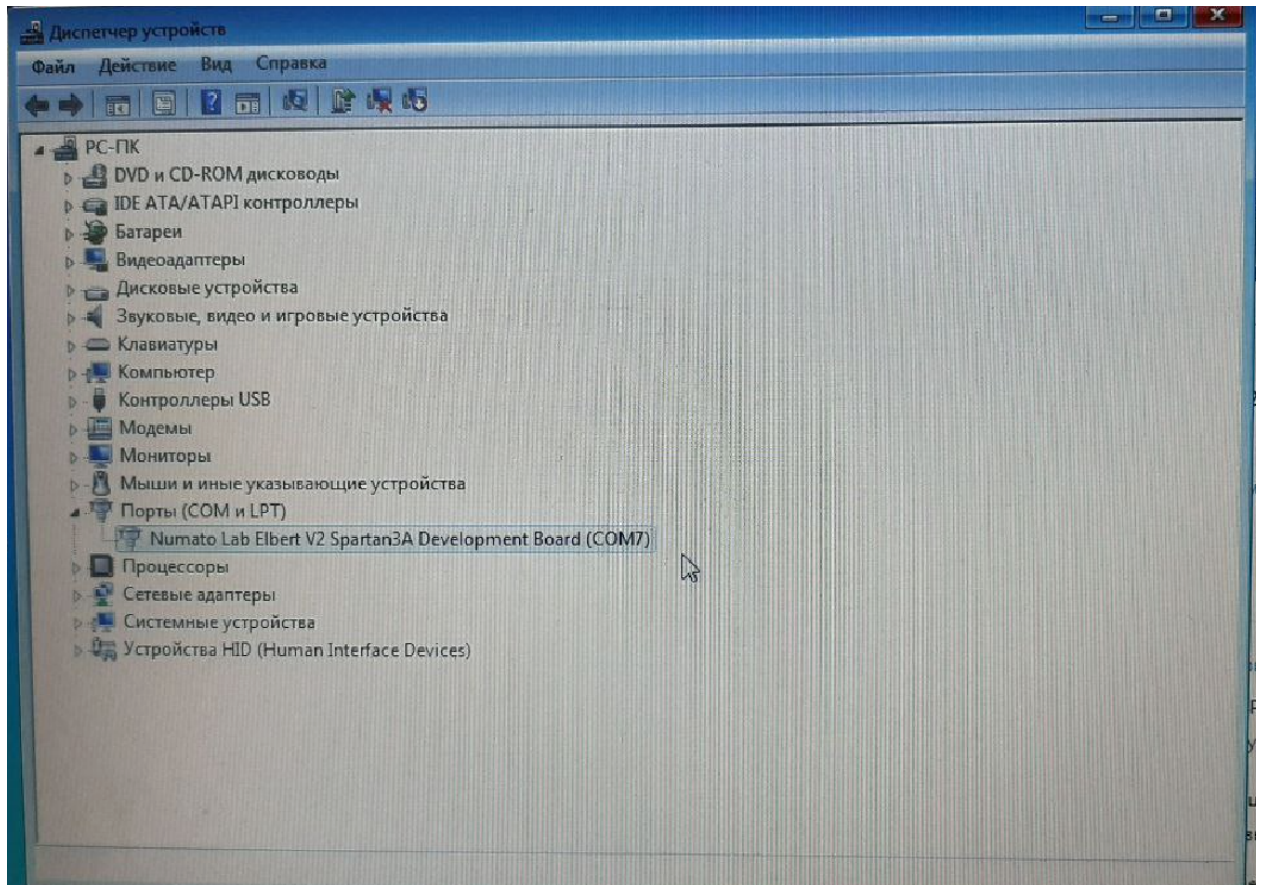 Диспетчер устройств
Файл Действие Вид Справка
РС-ПК
DVD и CD-ROM дисководы
IDE ATA/ATAPI контроллеры
Батареи
Видеоадаптеры
Дисковые устройства
Звуковые, видео и игровые устройства
Клавиатуры
Компьютер
Контроллеры USB
Модемы
Мониторы
Мыши и иные указывающие устройства
Порты (COM и LPT)
Numato Lab Elbert V2 Spartan3A Development Board (COM7)
Процессоры
Сетевые адаптеры
Системные устройства
Устройства HID (Human Interface Devices)